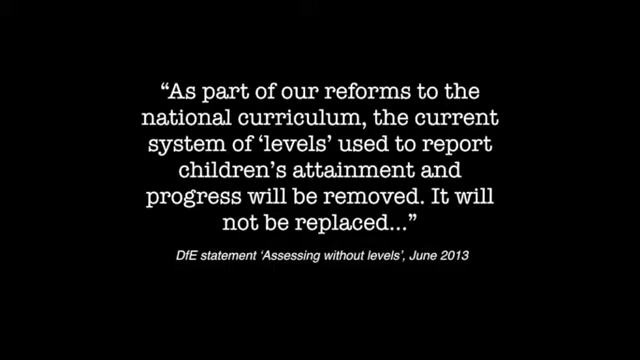 “As part of our reforms to the
national curriculum, the current
system of ‘levels’ used to report
children’s attainment and
progress will be removed. It will
not be replaced...”
DfE statement ‘Assessing without levels’, June 2013